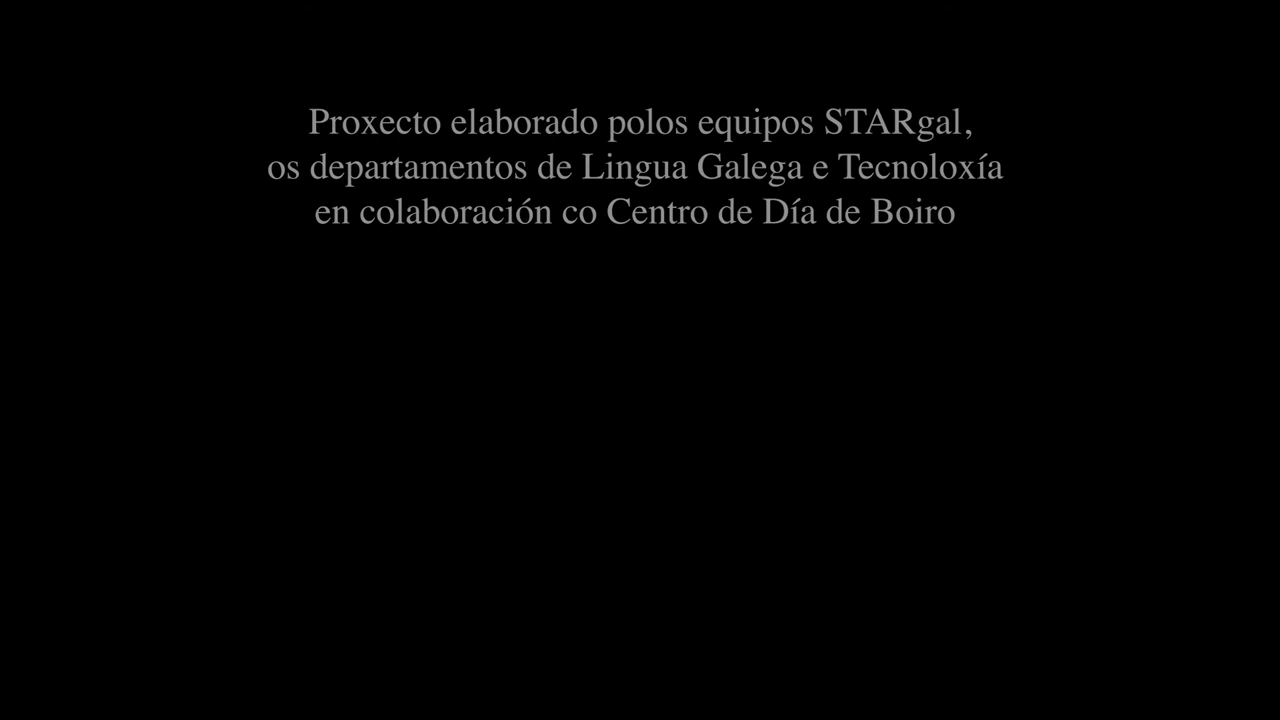 Proxecto elaborado polos equipos STARgal,
os departamentos de Lingua Galega e Tecnoloxía
en colaboración co Centro de Día de Boiro